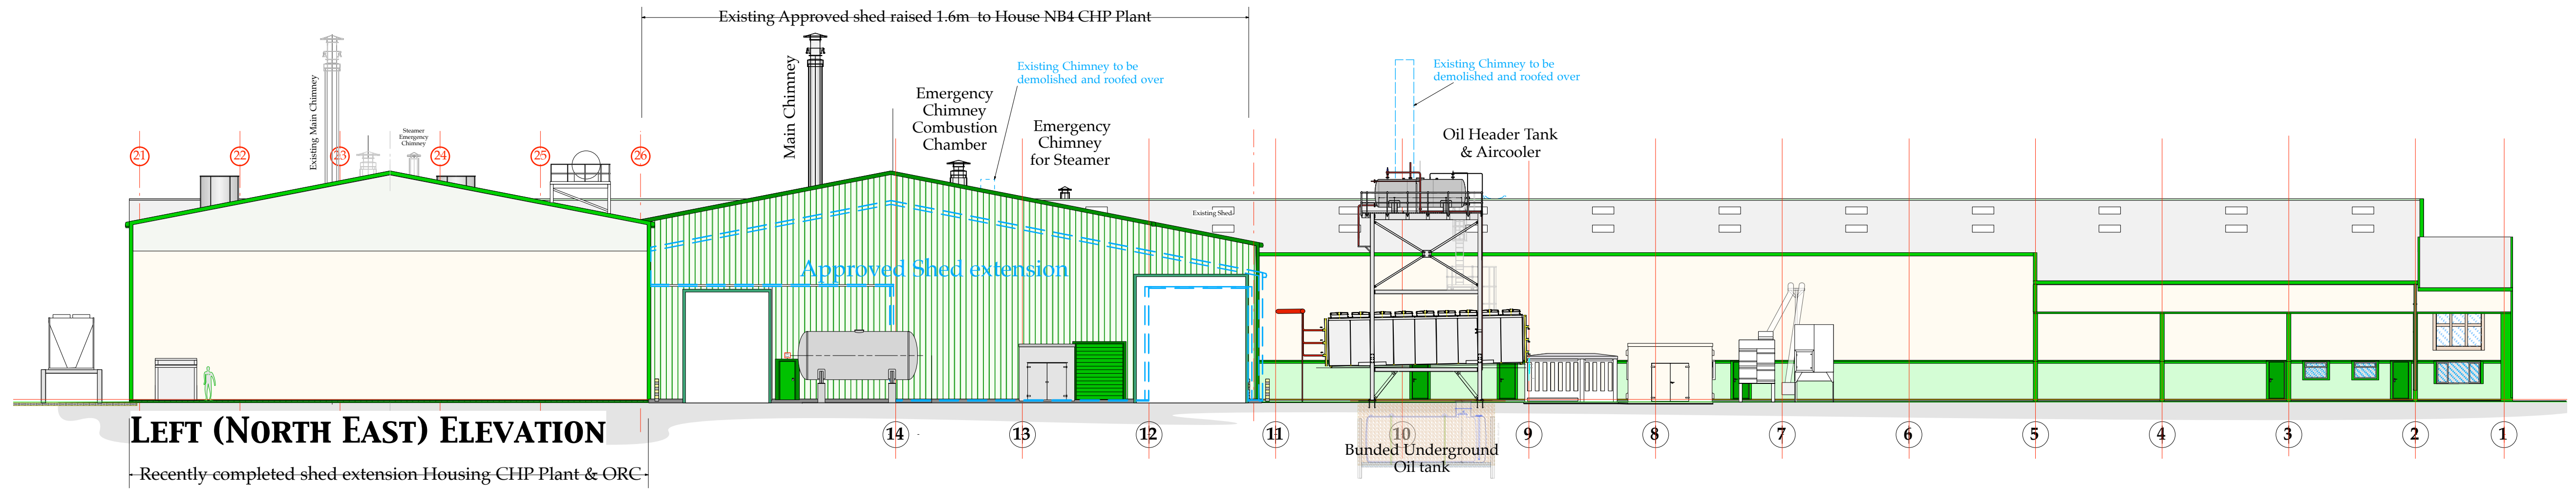 Existing Approved shed raised 1.6m to House NB4 CHP Plant
Existing Main Chimney
Steamer
Emergency
Chimney
Main Chimney
Emergency
Chimney
Combustion
Chamber
Existing Chimney to be
demolished and roofed over
Emergency
Chimney
for Steamer
Existing Chimney to be
demolished and roofed over
Oil Header Tank
& Aircooler
21
22
23
24
25
26
Existing Shed
Approved Shed extension
LEFT (NORTH EAST) ELEVATION
14
13
12
11
10
9
8
7
6
5
4
3
2
1
Bunded Underground
Oil tank
Recently completed shed extension Housing CHP Plant & ORC